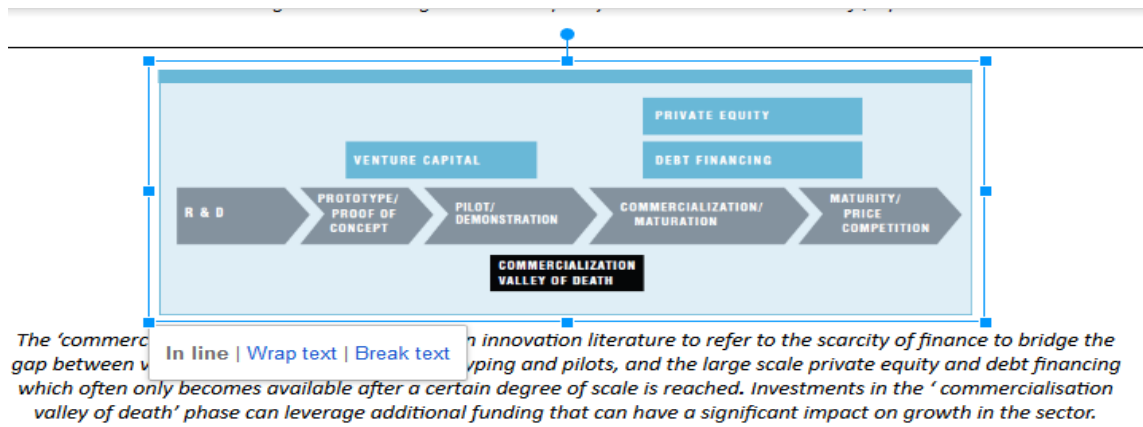 PRIVATE EQUITY
VENTURE CAPITAL
DEBT FINANCING
R & D
PROTOTYPE/
PROOF OF
CONCEPT
PILOT/
DEMONSTRATION
COMMERCIALIZATION/
MATURATION
MATURITY/
PRICE
COMPETITION
COMMERCIALIZATION
VALLEY OF DEATH
The ‘commerc n innovation literature to refer to the scarcity of finance to bridge the
In line | Wrap text | Break text
gap between v yping and pilots, and the large scale private equity and debt financing
which often only becomes available after a certain degree of scale is reached. Investments in the ‘ commercialisation
valley of death’ phase can leverage additional funding that can have a significant impact on growth in the sector.